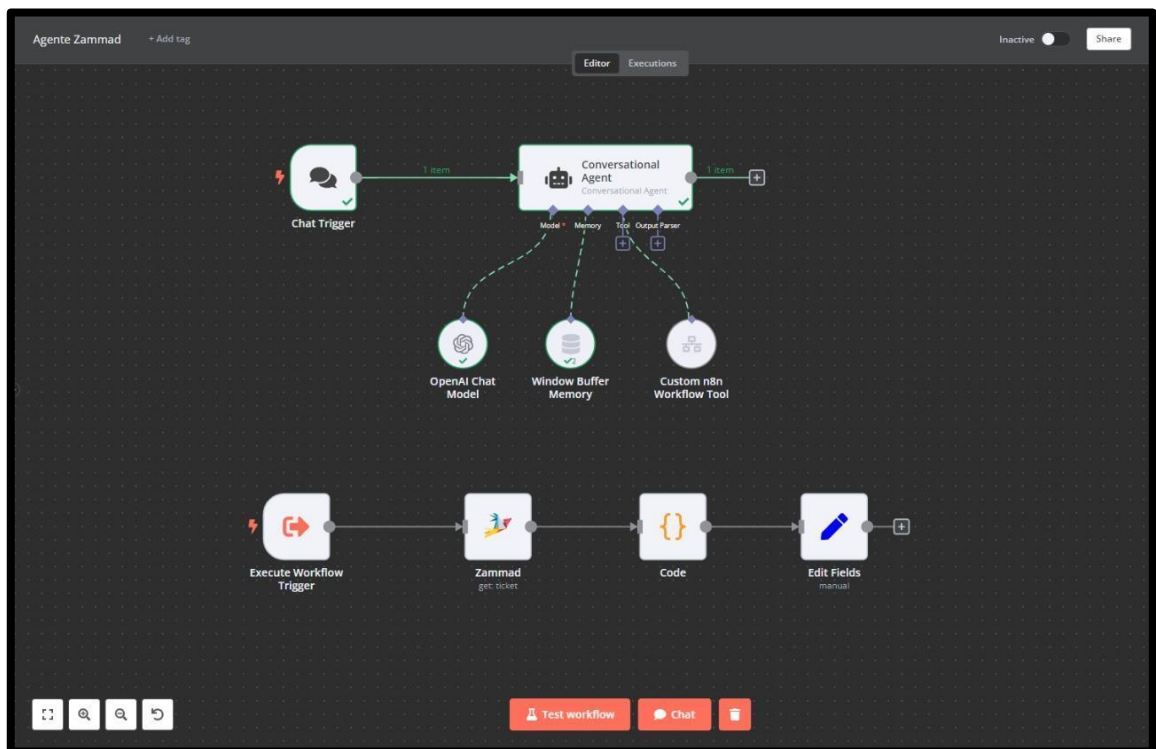 Agente Zammad + Add tag Inactive Share
Editor Executions
1 item
Conversational
Agent
Conversational Agent
1 item
Chat Trigger
Model * Memory Tool Output Parser
OpenAI Chat
Model
2
Window Buffer
Memory
Custom n8n
Workflow Tool
Execute Workflow
Trigger
Zammad
get: ticket
Code
Edit Fields
manual
Test workflow Chat